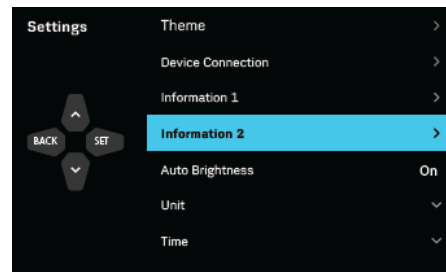 Settings
Theme
Device Connection
Information 1
BACK
SET
Information 2
Auto Brightness On
Unit
Time